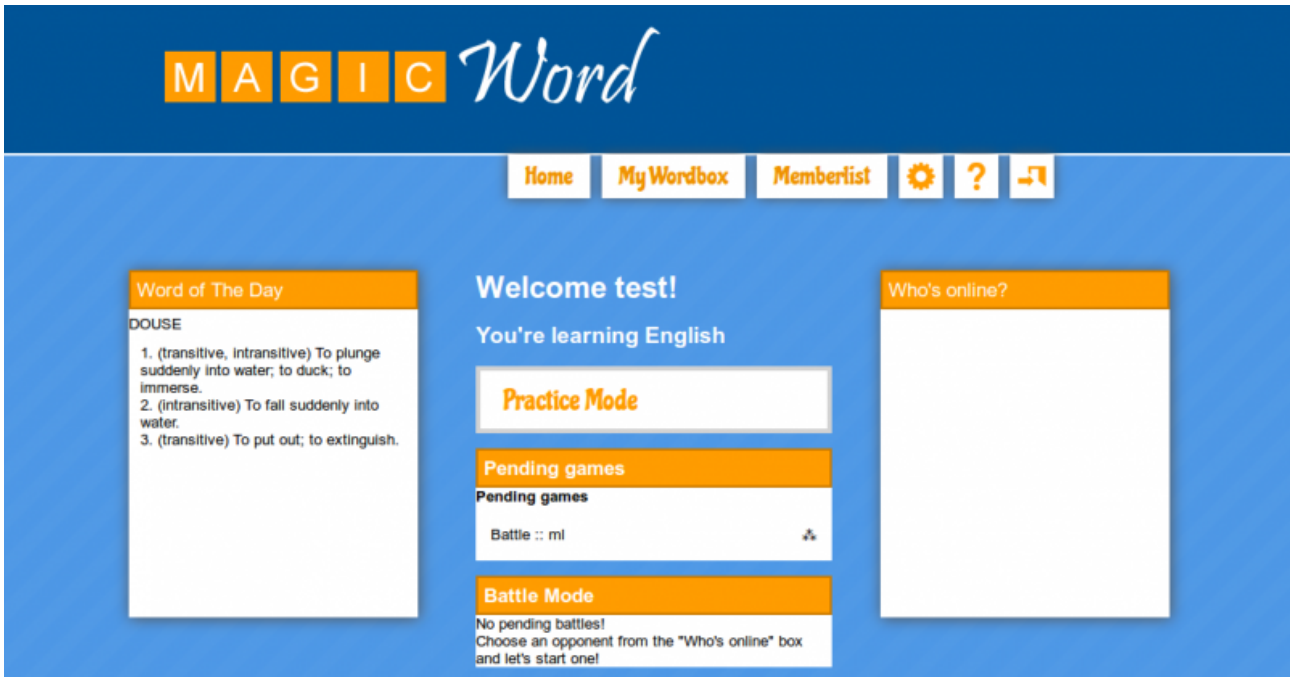 MAGIC Word
Home My Wordbox Memberlist ?
Word of The Day
DOUSE
1. (transitive, intransitive) To plunge
suddenly into water; to duck; to
immerse.
2. (intransitive) To fall suddenly into
water.
3. (transitive) To put out; to extinguish.
Welcome test!
You're learning English
Practice Mode
Pending games
Pending games
Battle :: ml
Battle Mode
No pending battles!
Choose an opponent from the "Who's online" box
and let's start one!
Who's online?